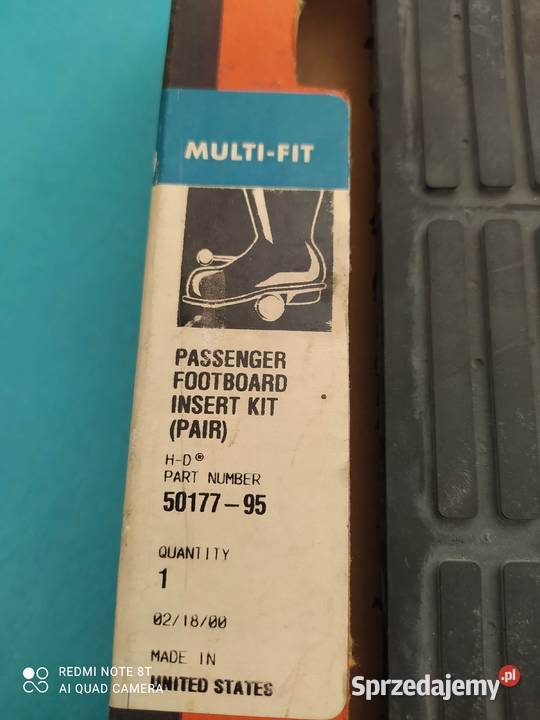 MULTI-FIT
PASSENGER
FOOTBOARD
INSERT KIT
(PAIR)
H-D®
PART NUMBER
50177-95
QUANTITY
1
02/18/00
MADE IN
UNITED STATES
REDMI NOTE 8T
AI QUAD CAMERA
Sprzedajemy.pl